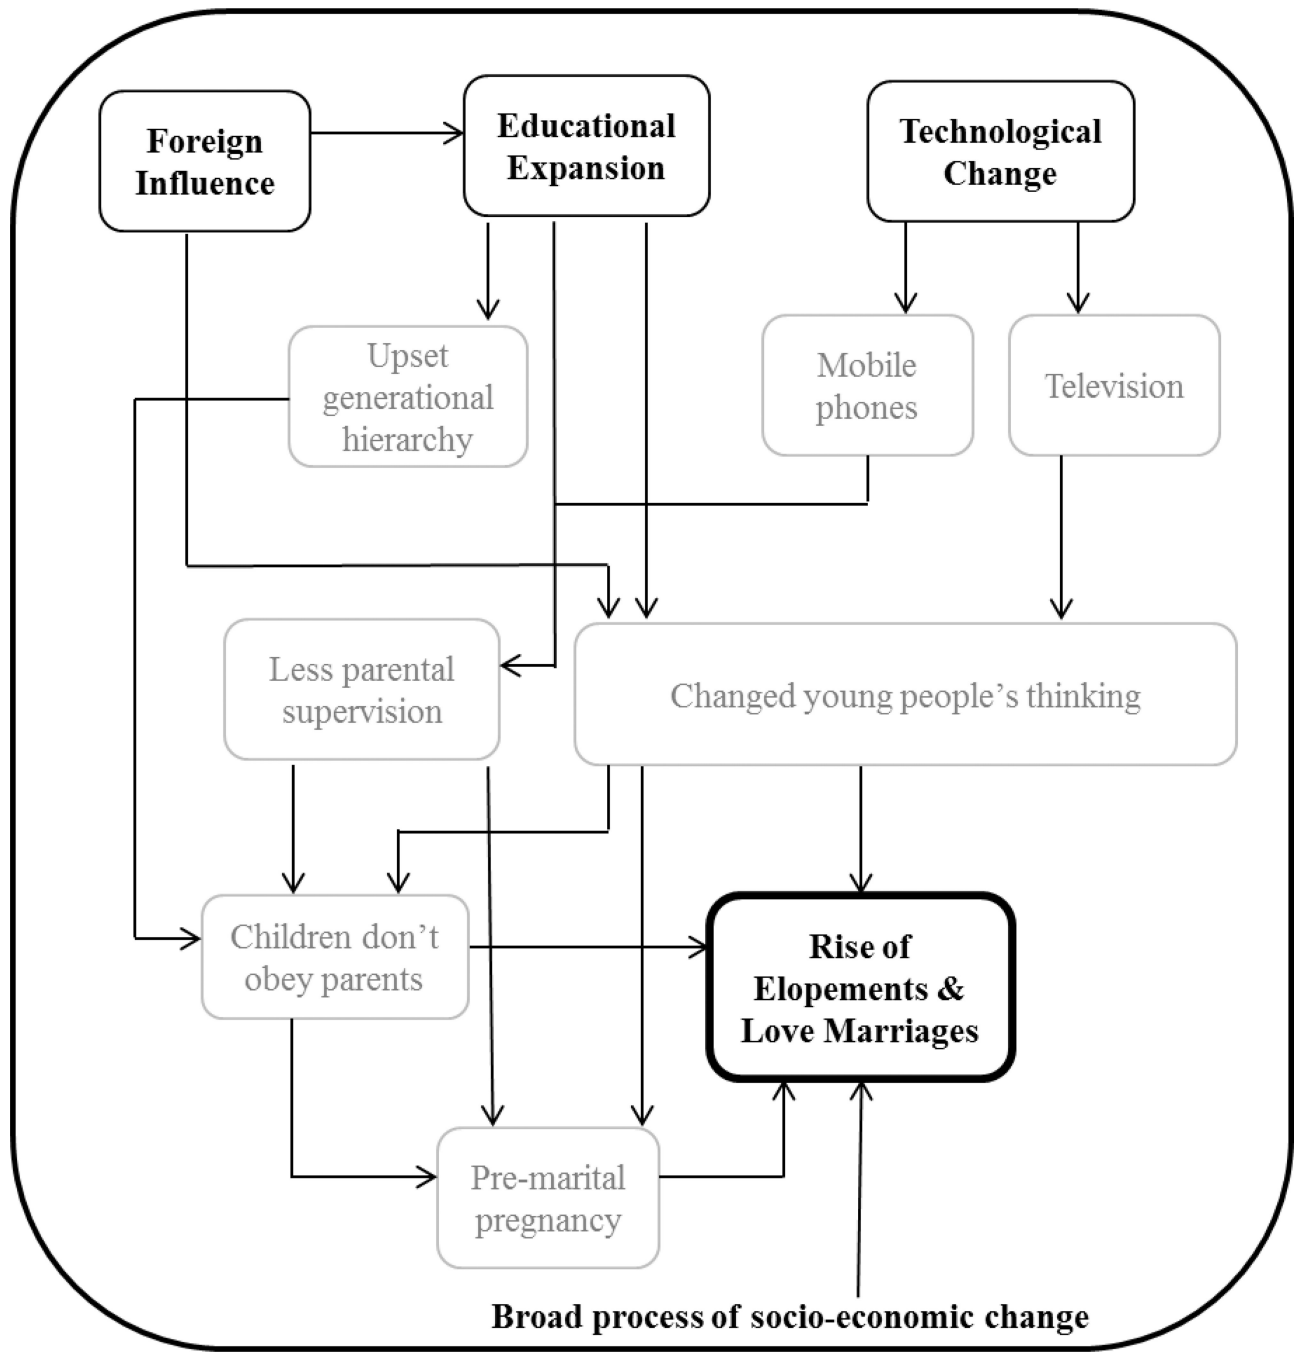 Foreign
Influence
Educational
Expansion
Technological
Change
Upset
generational
hierarchy
Mobile
phones
Television
Less parental
supervision
Changed young people’s thinking
Children don’t
obey parents
Rise of
Elopements &
Love Marriages
Pre-marital
pregnancy
Broad process of socio-economic change